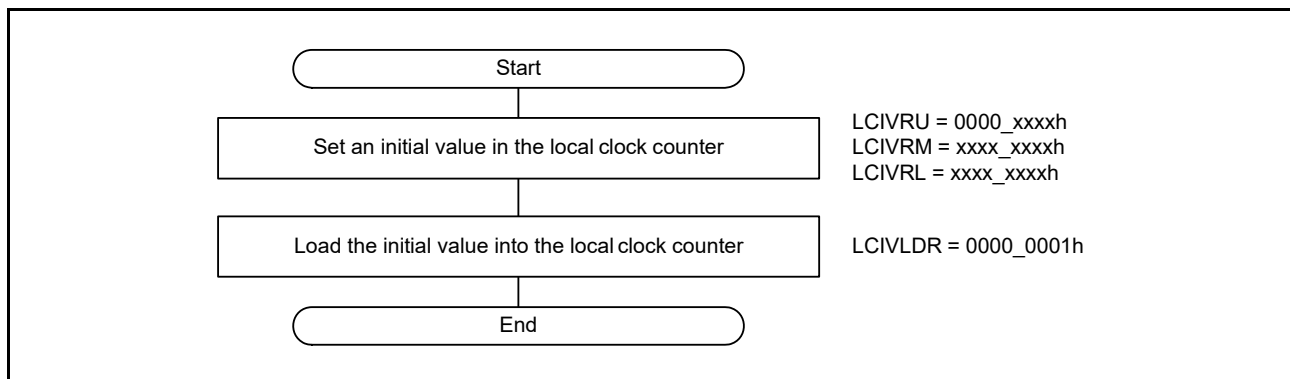 Start
Set an initial value in the local clock counter
LCIVRU = 0000_xxxxh
LCIVRM = xxxx_xxxxh
LCIVRL = xxxx_xxxxh
Load the initial value into the local clock counter
LCIVLDR = 0000_0001h
End